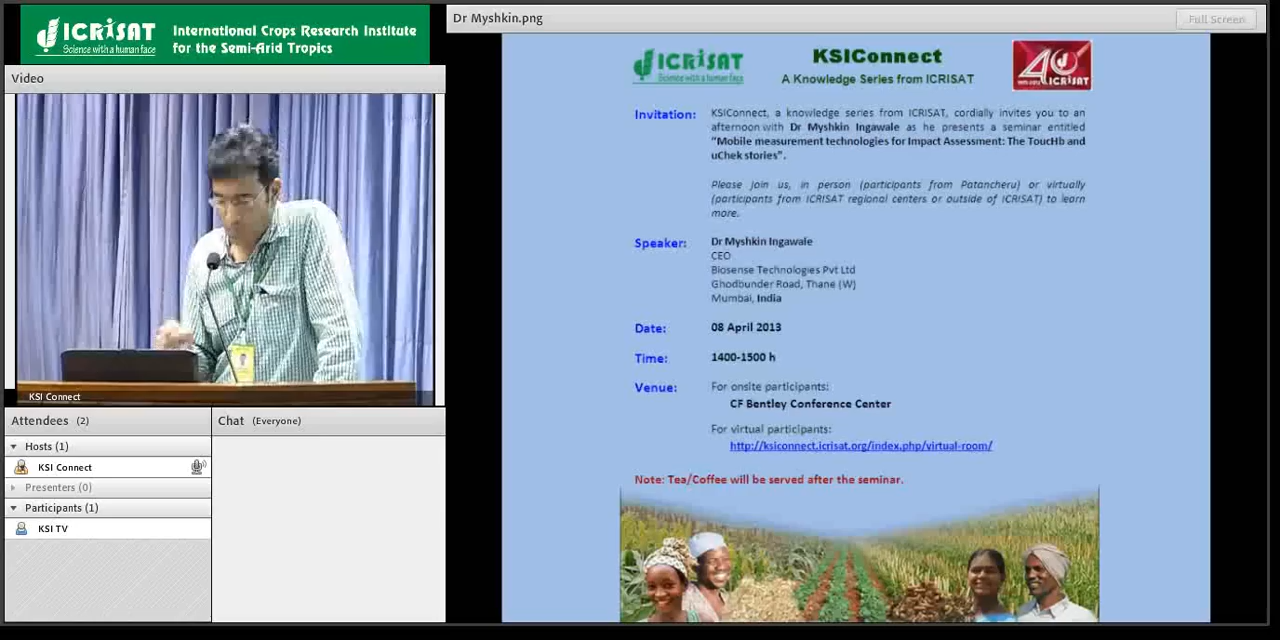 ICRISAT
Science with a human face
International Crops Research Institute
for the Semi-Arid Tropics
Video
KSI Connect
Attendees (2)
Hosts (1)
KSI Connect
Presenters (0)
Participants (1)
KSI TV
Chat (Everyone)
Dr Myshkin.png
Full Screen
ICRISAT
Science with a human face
KSIConnect
A Knowledge Series from ICRISAT
40
ICRISAT
Invitation:
KSIConnect, a knowledge series from ICRISAT, cordially invites you to an
afternoon with Dr Myshkin Ingawale as he presents a seminar entitled
"Mobile measurement technologies for Impact Assessment: The ToucHb and
uChek stories".
Please join us, in person (participants from Patancheru) or virtually
(participants from ICRISAT regional centers or outside of ICRISAT) to learn
more.
Speaker:
Dr Myshkin Ingawale
CEO
Biosense Technologies Pvt Ltd
Ghodbunder Road, Thane (W)
Mumbai, India
Date:
08 April 2013
Time:
1400-1500 h
Venue:
For onsite participants:
CF Bentley Conference Center
For virtual participants:
http://ksiconnect.icrisat.org/index.php/virtual-room/
Note: Tea/Coffee will be served after the seminar.